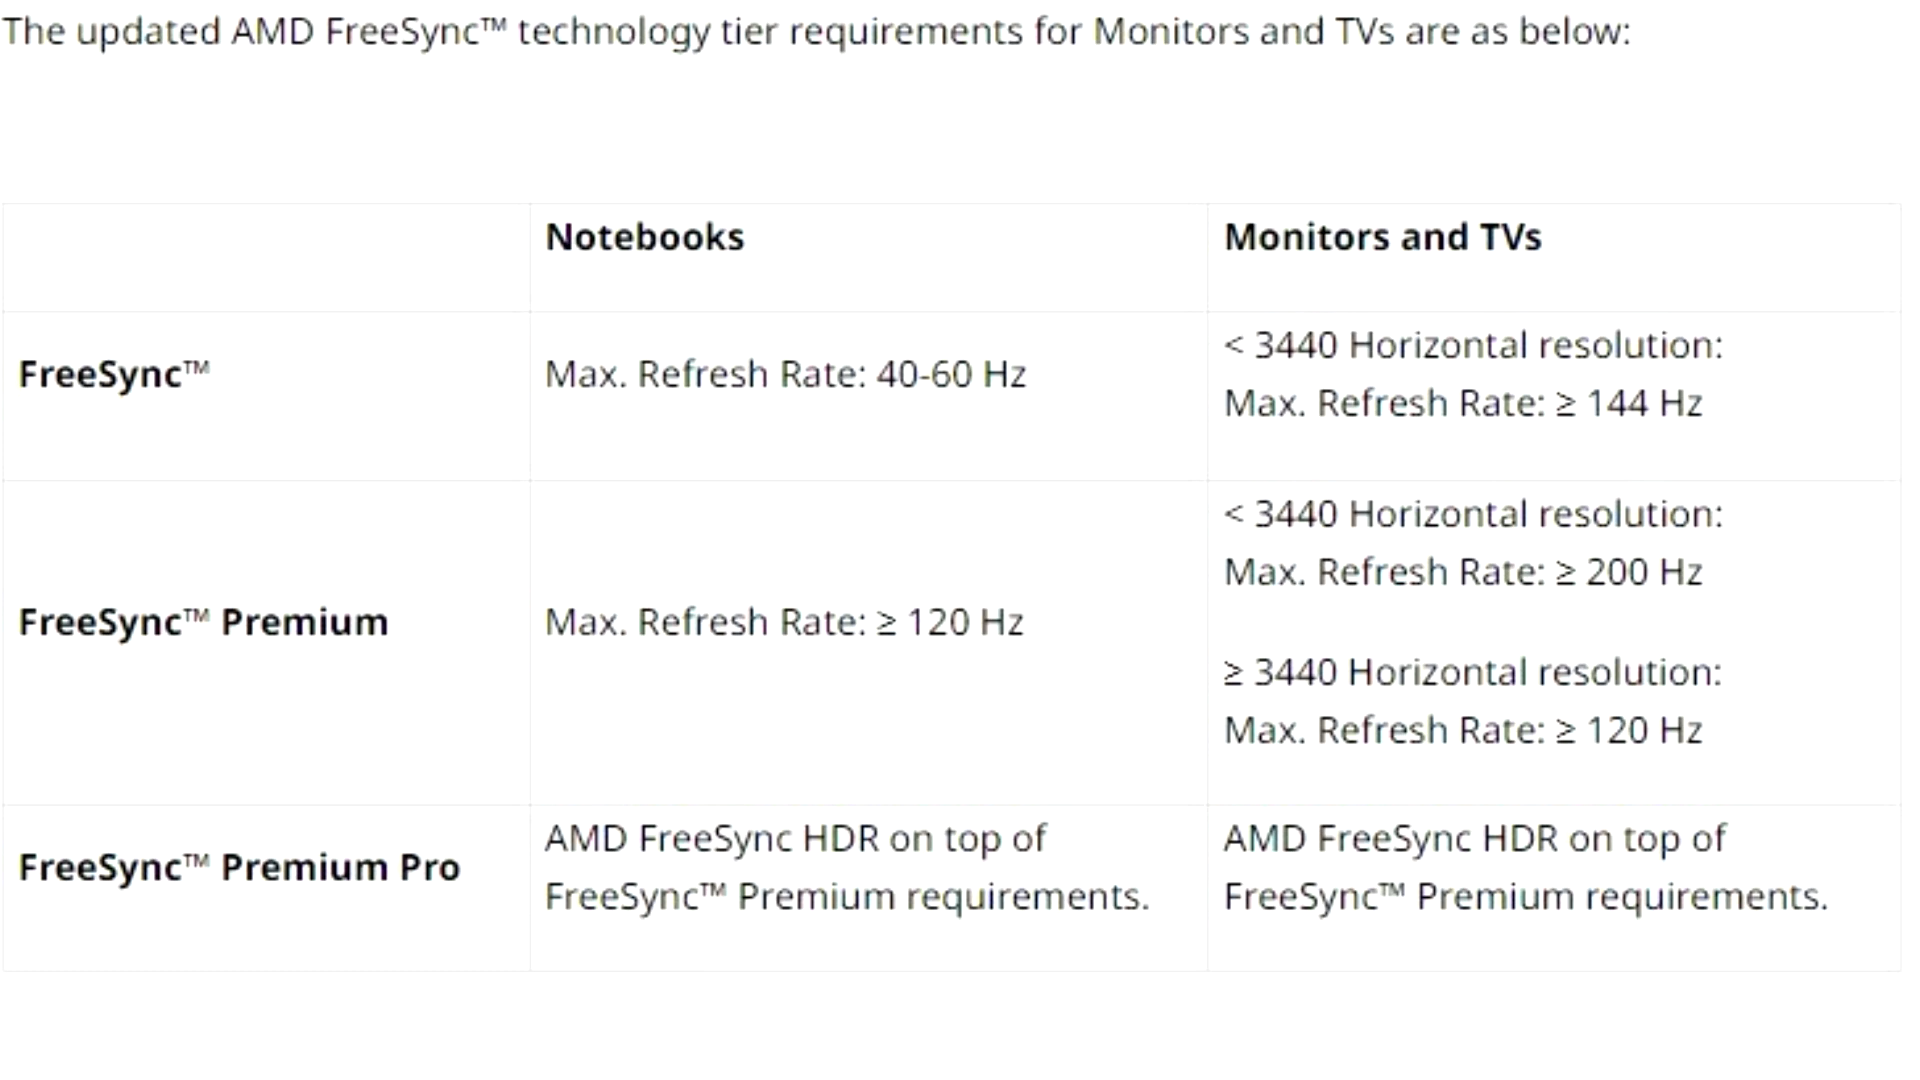 The updated AMD FreeSync™ technology tier requirements for Monitors and TVs are as below:
Notebooks
Monitors and TVs
FreeSync™
Max. Refresh Rate: 40-60 Hz
< 3440 Horizontal resolution:
Max. Refresh Rate: ≥ 144 Hz
FreeSync™ Premium
Max. Refresh Rate: ≥ 120 Hz
< 3440 Horizontal resolution:
Max. Refresh Rate: ≥ 200 Hz
≥ 3440 Horizontal resolution:
Max. Refresh Rate: ≥ 120 Hz
FreeSync™ Premium Pro
AMD FreeSync HDR on top of
FreeSync™ Premium requirements.
AMD FreeSync HDR on top of
FreeSync™ Premium requirements.